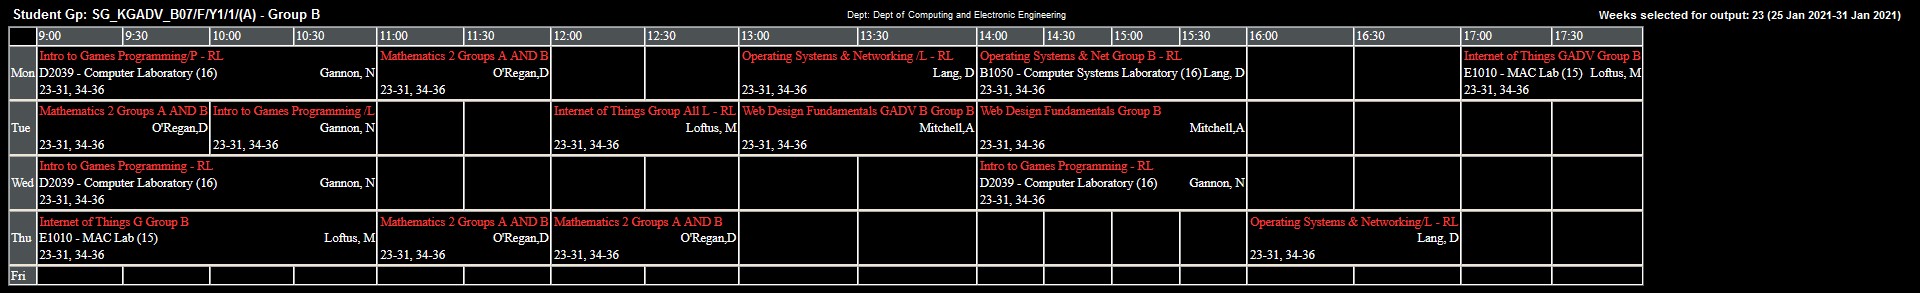 Student Gp: SG_KGADV_B07/F/Y1/1/(A) - Group B Dept: Dept of Computing and Electronic Engineering Weeks selected for output: 23 (25 Jan 2021-31 Jan 2021)
9:00 9:30 10:00 10:30 11:00 11:30 12:00 12:30 13:00 13:30 14:00 14:30 15:00 15:30 16:00 16:30 17:00 17:30
Intro to Games Programming/P - RL Mathematics 2 Groups A AND B Operating Systems & Networking /L - RL Operating Systems & Net Group B - RL Internet of Things GADV Group B
Mon D2039 - Computer Laboratory (16) Gannon, N O'Regan,D Lang, D B1050 - Computer Systems Laboratory (16) Lang, D E1010 - MAC Lab (15) Loftus, M
23-31, 34-36 23-31, 34-36 23-31, 34-36 23-31, 34-36 23-31, 34-36
Mathematics 2 Groups A AND B Intro to Games Programming /L Internet of Things Group All L - RL Web Design Fundamentals GADV B Group B Web Design Fundamentals Group B
Tue O'Regan,D Gannon, N Loftus, M Mitchell,A Mitchell,A
23-31, 34-36 23-31, 34-36 23-31, 34-36 23-31, 34-36 23-31, 34-36
Intro to Games Programming - RL Intro to Games Programming - RL
Wed D2039 - Computer Laboratory (16) Gannon, N D2039 - Computer Laboratory (16) Gannon, N
23-31, 34-36 23-31, 34-36
Internet of Things G Group B Mathematics 2 Groups A AND B Mathematics 2 Groups A AND B Operating Systems & Networking/L - RL
Thu E1010 - MAC Lab (15) Loftus, M O'Regan,D O'Regan,D Lang, D
23-31, 34-36 23-31, 34-36 23-31, 34-36 23-31, 34-36
Fri